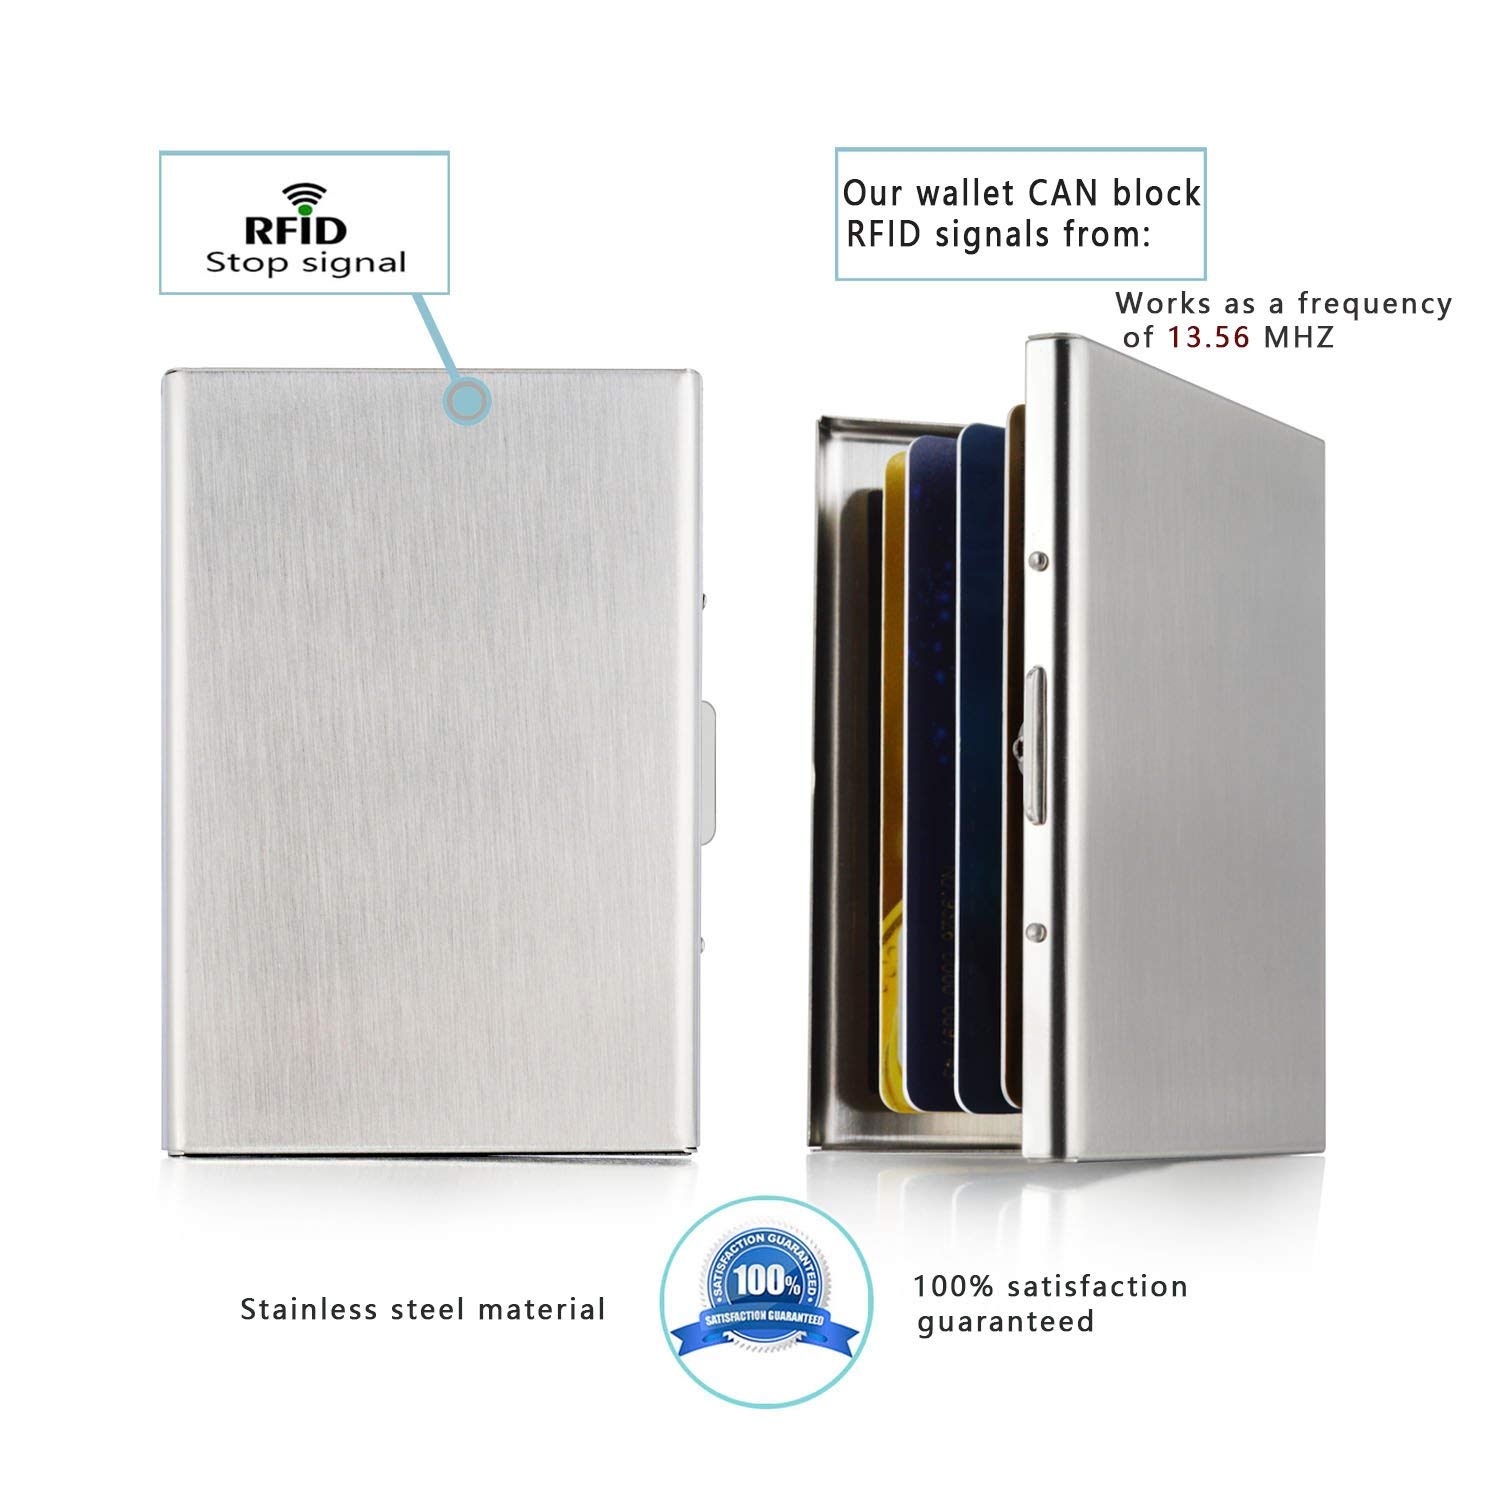 RFID
Stop signal
Our wallet CAN block
RFID signals from:
Works as a frequency
of 13.56 MHZ
Stainless steel material
SATISFACTION GUARANTEED
100%
SATISFACTION GUARANTEED
100% satisfaction
guaranteed